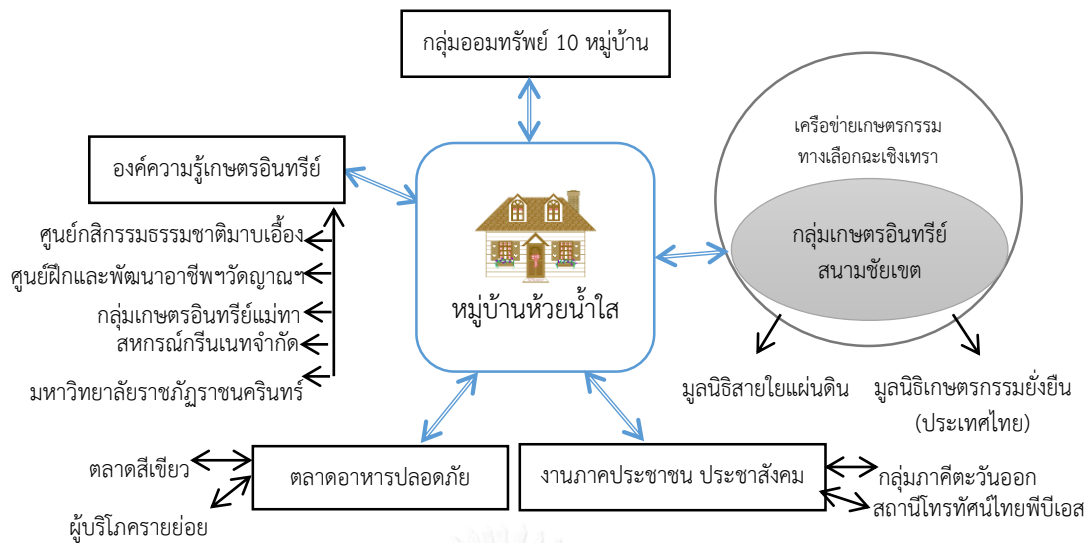 กลุ่มออมทรัพย์ 10 หมู่บ้าน
เครือข่ายเกษตรกรรม
ทางเลือกฉะเชิงเทรา
องค์ความรู้เกษตรอินทรีย์
กลุ่มเกษตรอินทรีย์
สนามชัยเขต
ศูนย์กสิกรรมธรรมชาติมาบเอื้อง
ศูนย์ฝึกและพัฒนาอาชีพฯวัดญาณฯ
กลุ่มเกษตรอินทรีย์แม่ทา
สหกรณ์กรีนเนทจำกัด
มหาวิทยาลัยราชภัฏราชนครินทร์
หมู่บ้านห้วยน้ำใส
มูลนิธิสายใยแผ่นดิน
มูลนิธิเกษตรกรรมยั่งยืน
(ประเทศไทย)
ตลาดสีเขียว
ผู้บริโภครายย่อย
ตลาดอาหารปลอดภัย
งานภาคประชาชน ประชาสังคม
กลุ่มภาคีตะวันออก
สถานีโทรทัศน์ไทยพีบีเอส